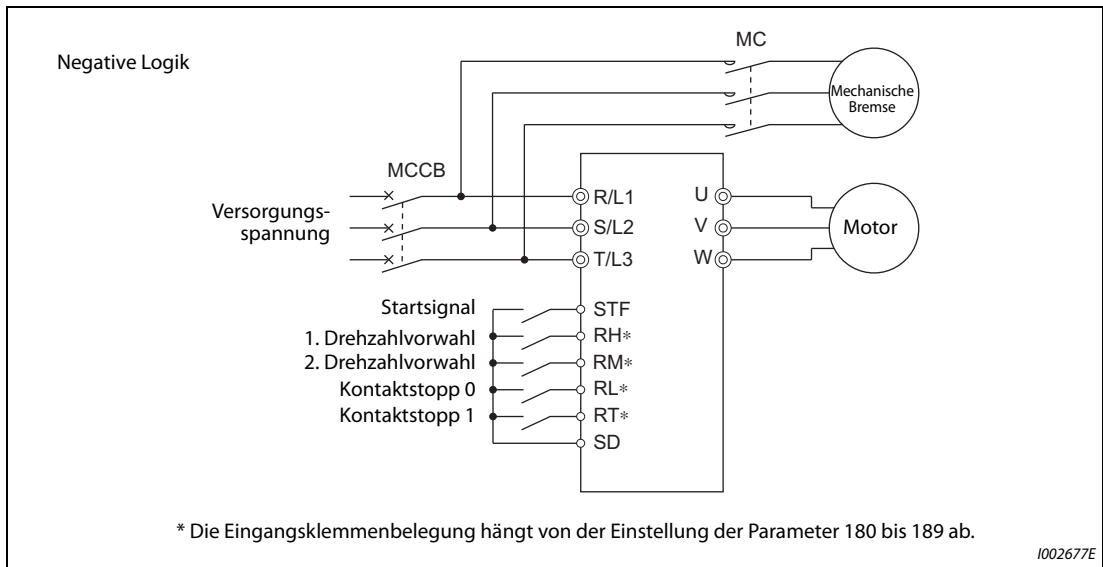 Negative Logik
MC
Mechanische
Bremse
MCCB
Versorgungs-
spannung
R/L1
S/L2
T/L3
U
V
W
Motor
Startsignal
1. Drehzahlvorwahl
2. Drehzahlvorwahl
Kontaktstopp 0
Kontaktstopp 1
STF
RH*
RM*
RL*
RT*
SD
* Die Eingangsklemmenbelegung hängt von der Einstellung der Parameter 180 bis 189 ab.
I002677E